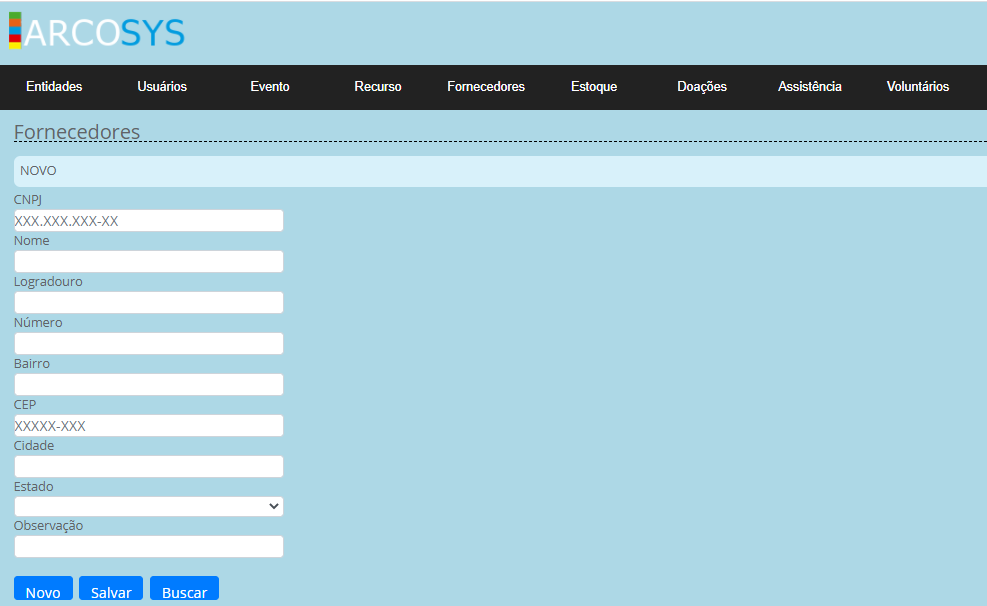 ARCOSYS
Entidades Usuários Evento Recurso Fornecedores Estoque Doações Assistência Voluntários
Fornecedores
NOVO
CNPJ
XXX.XXX.XXX-XX
Nome
Logradouro
Número
Bairro
CEP
XXXXX-XXX
Cidade
Estado
Observação
Novo Salvar Buscar